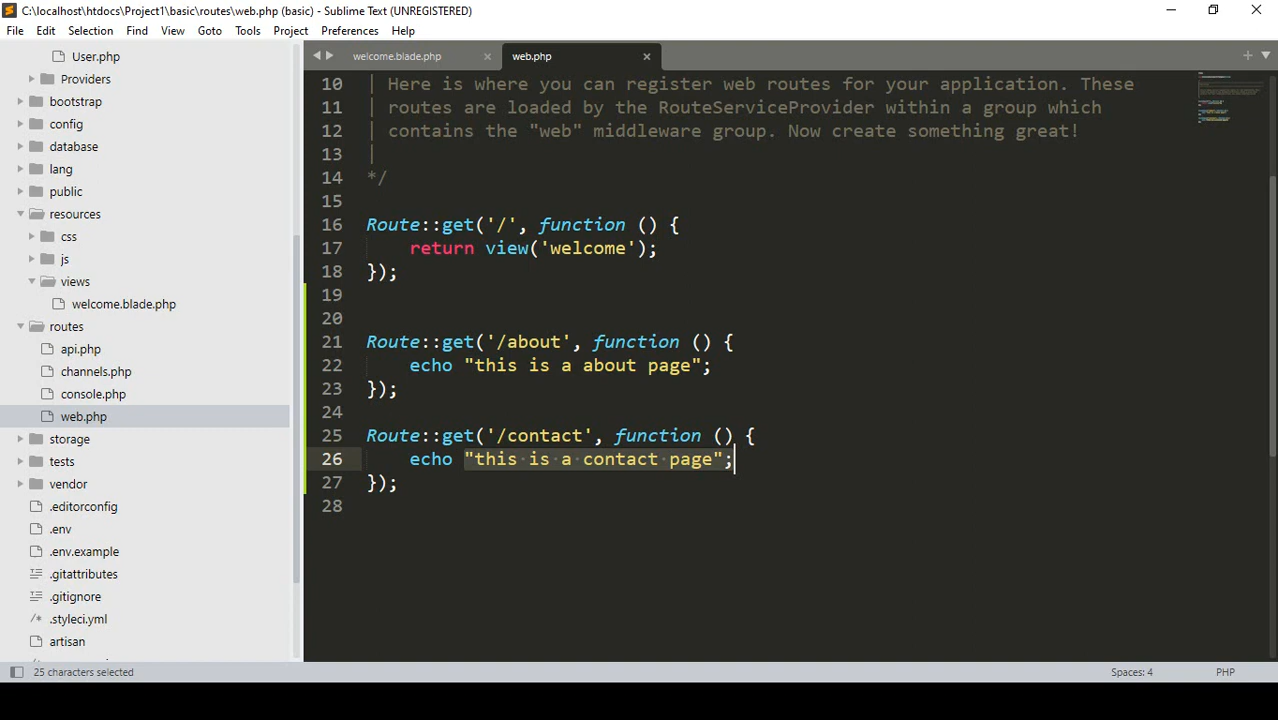 C:\localhost\htdocs\Project1\basic\routes\web.php (basic) - Sublime Text (UNREGISTERED)
File Edit Selection Find View Goto Tools Project Preferences Help
User.php
Providers
bootstrap
config
database
lang
public
resources
css
js
views
welcome.blade.php
routes
api.php
channels.php
console.php
web.php
storage
tests
vendor
.editorconfig
.env
.env.example
.gitattributes
.gitignore
.styleci.yml
artisan
welcome.blade.php web.php
10 | Here is where you can register web routes for your application. These
11 | routes are loaded by the RouteServiceProvider within a group which
12 | contains the "web" middleware group. Now create something great!
13 |
14 */
15
16 Route::get('/', function () {
17     return view('welcome');
18 });
19
20
21 Route::get('/about', function () {
22     echo "this is a about page";
23 });
24
25 Route::get('/contact', function () {
26     echo "this·is·a·contact·page";
27 });
28
25 characters selected Spaces: 4 PHP